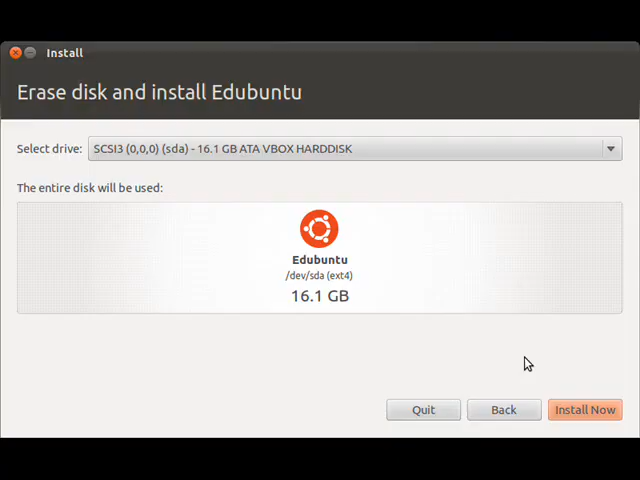 Install
Erase disk and install Edubuntu
Select drive: SCSI3 (0,0,0) (sda) - 16.1 GB ATA VBOX HARDDISK
The entire disk will be used:
Edubuntu
/dev/sda (ext4)
16.1 GB
Quit Back Install Now